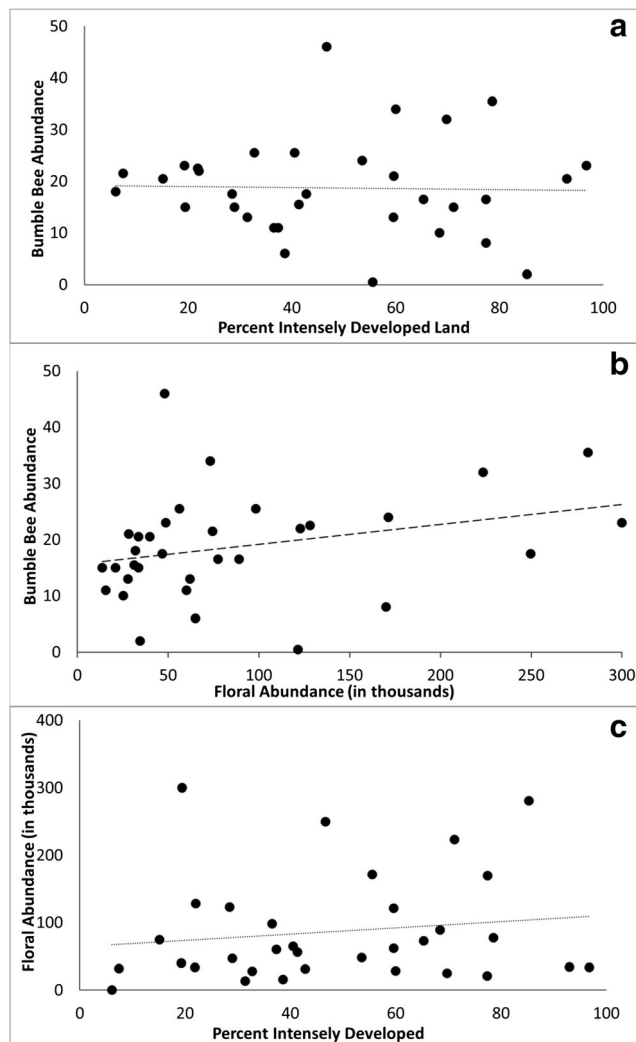 a
50
40
30
20
10
0
Bumble Bee Abundance
0 20 40 60 80 100
Percent Intensely Developed Land
b
50
40
30
20
10
0
Bumble Bee Abundance
0 50 100 150 200 250 300
Floral Abundance (in thousands)
c
400
300
200
100
0
Floral Abundance (in thousands)
0 20 40 60 80 100
Percent Intensely Developed